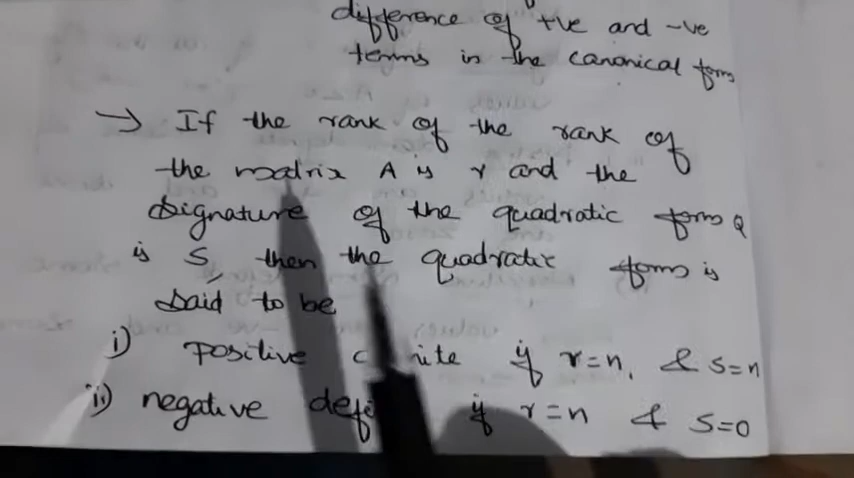 difference of +ve and -ve
terms in the canonical form
→ If the rank of the rank of
the matrix A is r and the
signature of the quadratic form Q
is S, then the quadratic form is
said to be
i) positive if r=n, & s=n
ii) negative if r=n & s=0